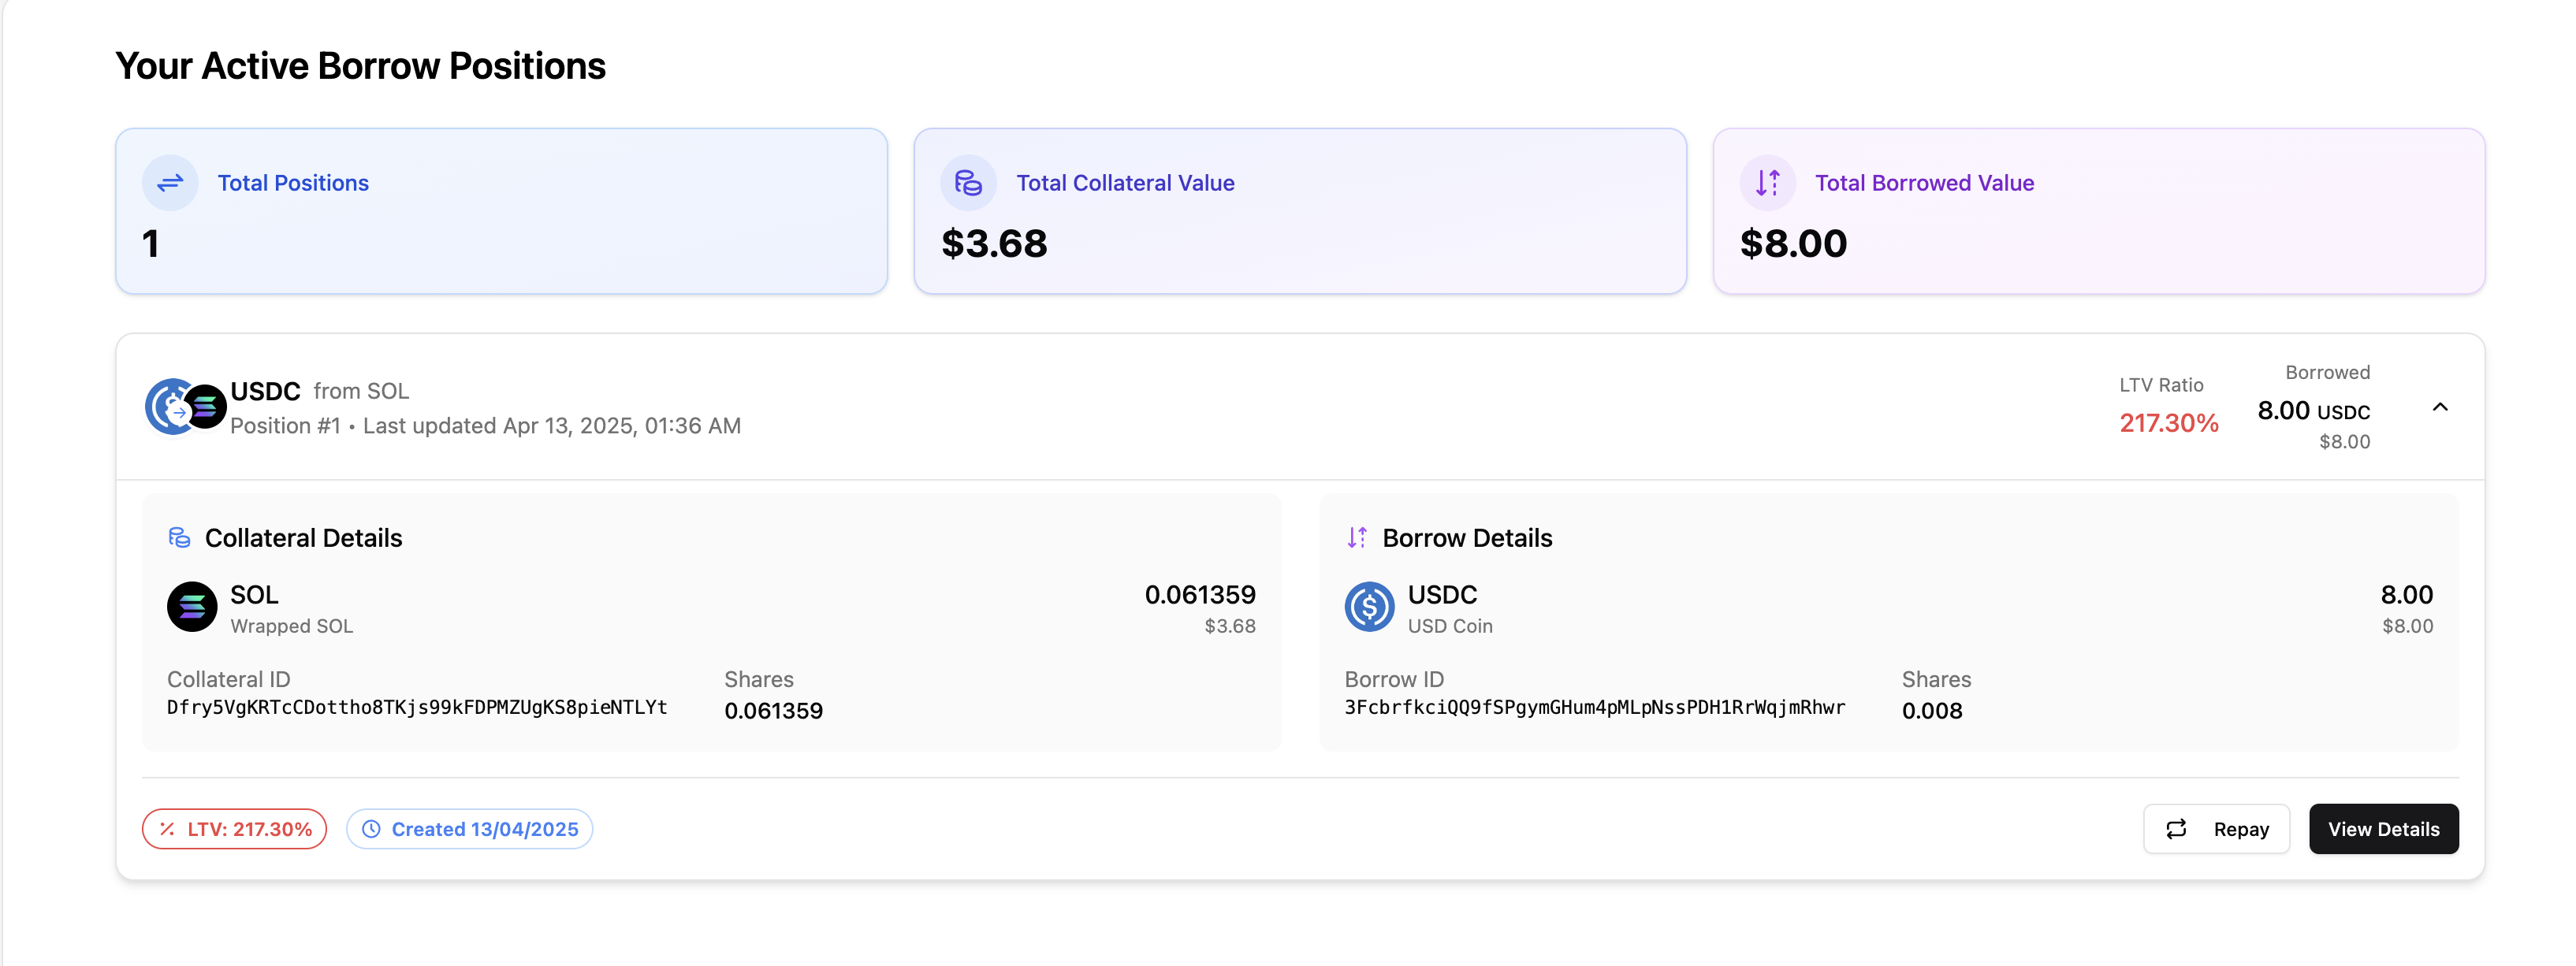 Your Active Borrow Positions
Total Positions
1
Total Collateral Value
$3.68
Total Borrowed Value
$8.00
USDC from SOL
Position #1 • Last updated Apr 13, 2025, 01:36 AM
LTV Ratio
217.30%
Borrowed
8.00 USDC
$8.00
Collateral Details
SOL
Wrapped SOL
0.061359
$3.68
Collateral ID
Dfry5VgKRTcCDottho8TKjs99kFDPMZUgKS8pieNTLYt
Shares
0.061359
Borrow Details
USDC
USD Coin
8.00
$8.00
Borrow ID
3FcbrfkciQQ9fSPgymGHum4pMLpNssPDH1RrWqjmRhwr
Shares
0.008
LTV: 217.30%
Created 13/04/2025
Repay
View Details